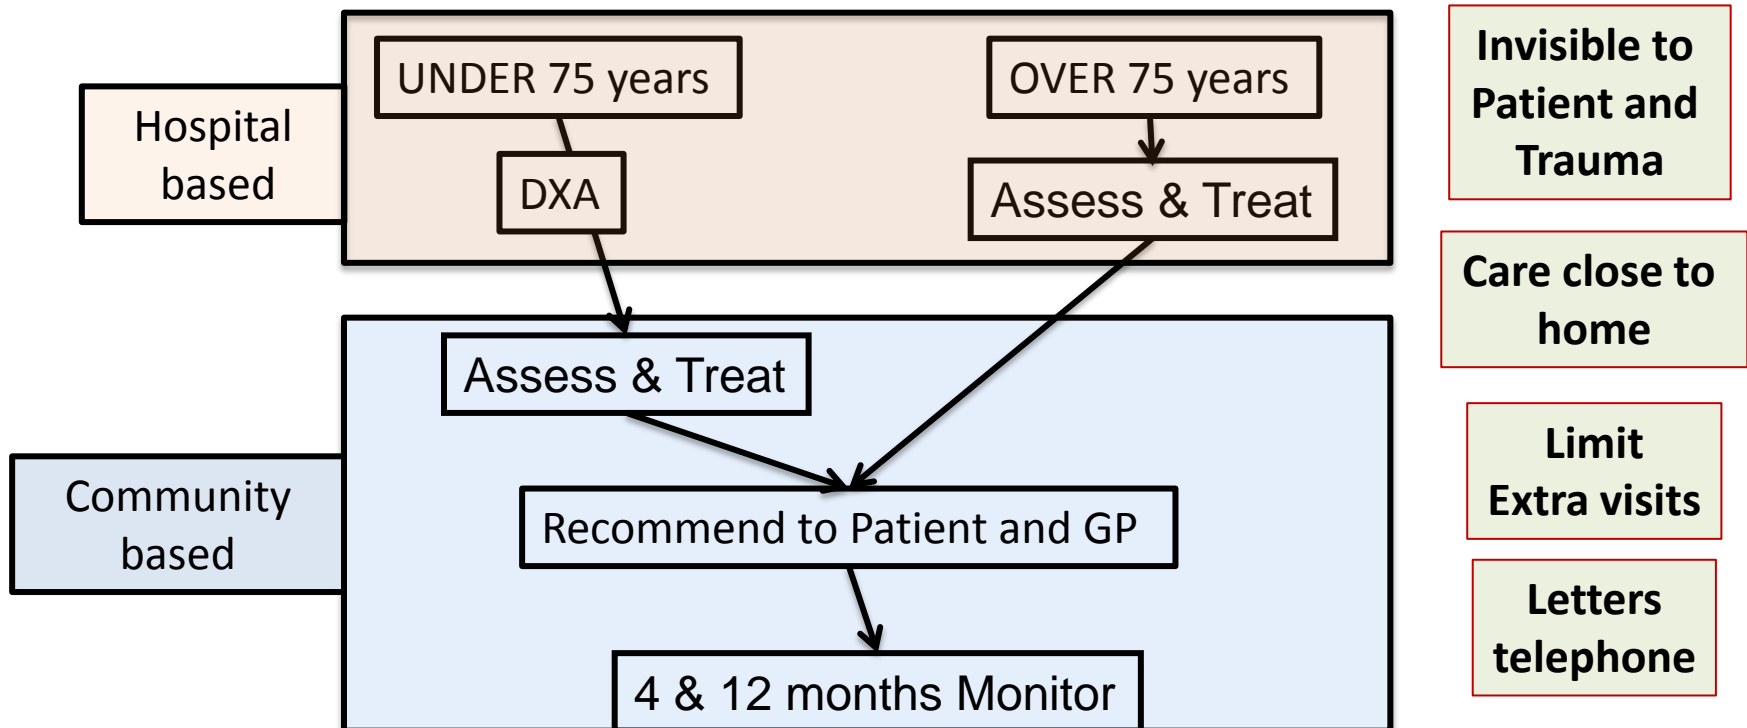 Hospital
based
UNDER 75 years
OVER 75 years
DXA
Assess & Treat
Community
based
Assess & Treat
Recommend to Patient and GP
4 & 12 months Monitor
Invisible to
Patient and
Trauma
Care close to
home
Limit
Extra visits
Letters
telephone